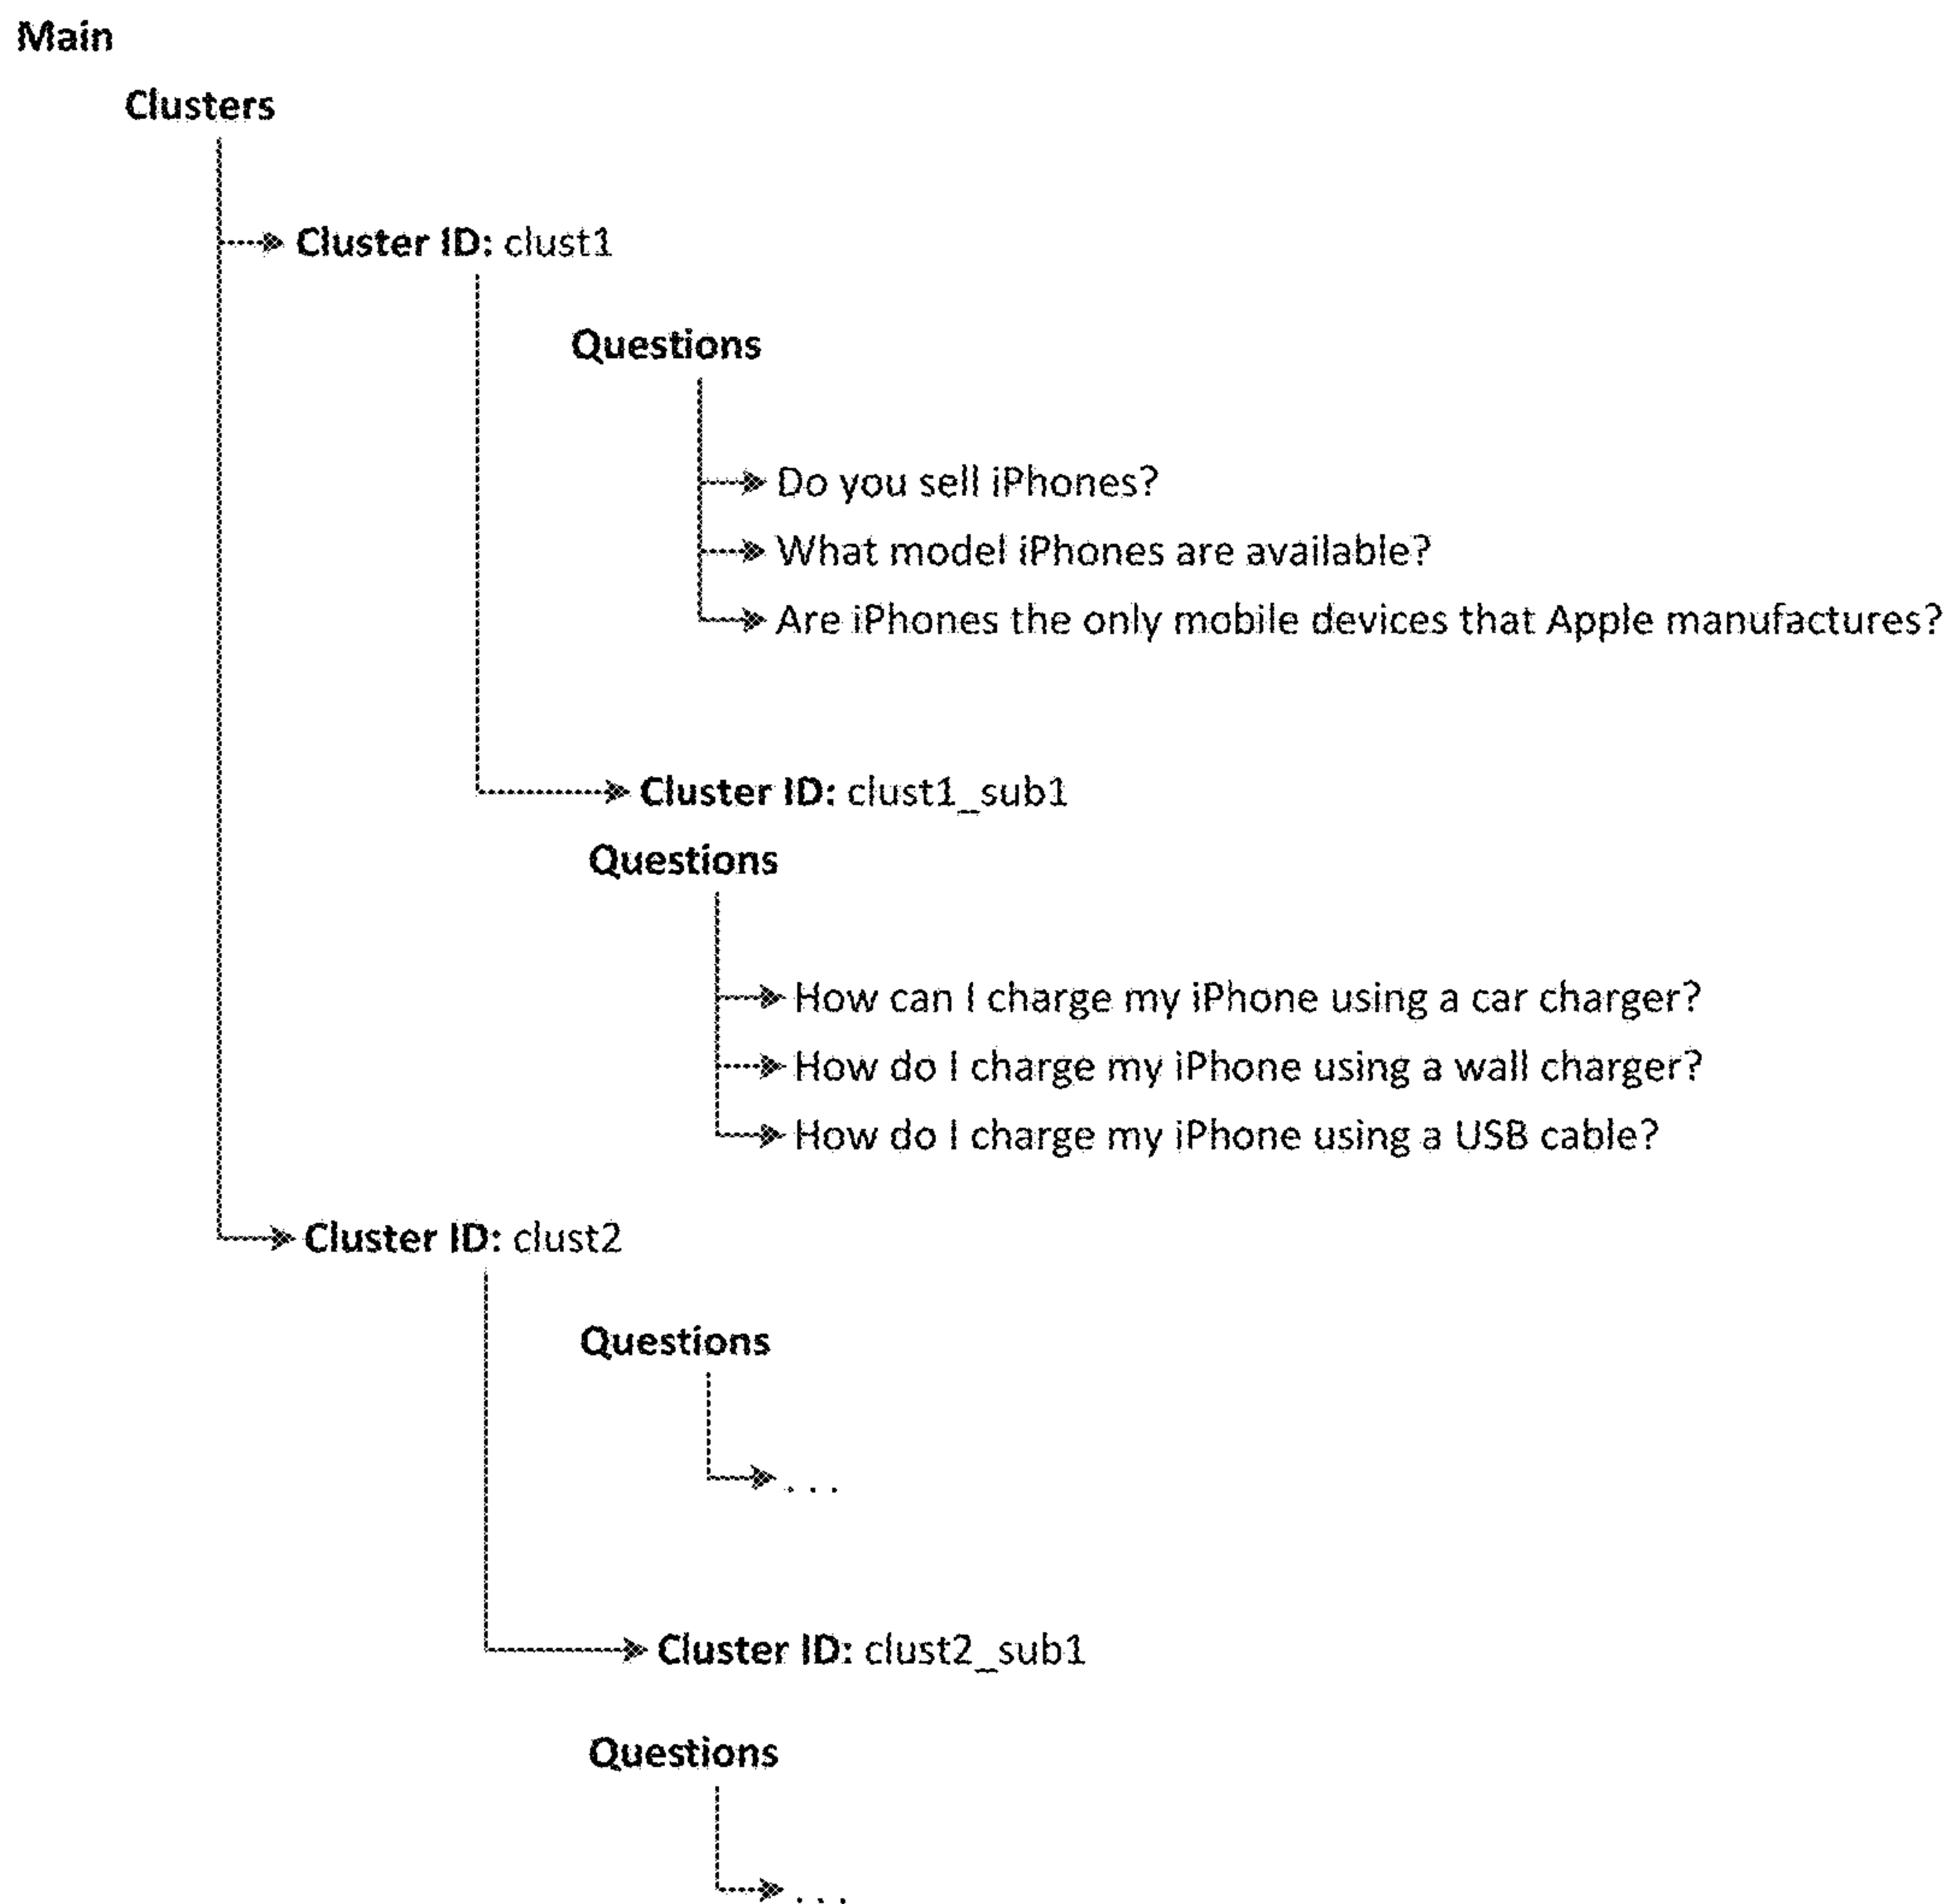 Main
Clusters
Cluster ID: clust1
Questions
Do you sell iPhones?
What model iPhones are available?
Are iPhones the only mobile devices that Apple manufactures?
Cluster ID: clust1_sub1
Questions
How can I charge my iPhone using a car charger?
How do I charge my iPhone using a wall charger?
How do I charge my iPhone using a USB cable?
Cluster ID: clust2
Questions
. . .
Cluster ID: clust2_sub1
Questions
. . .